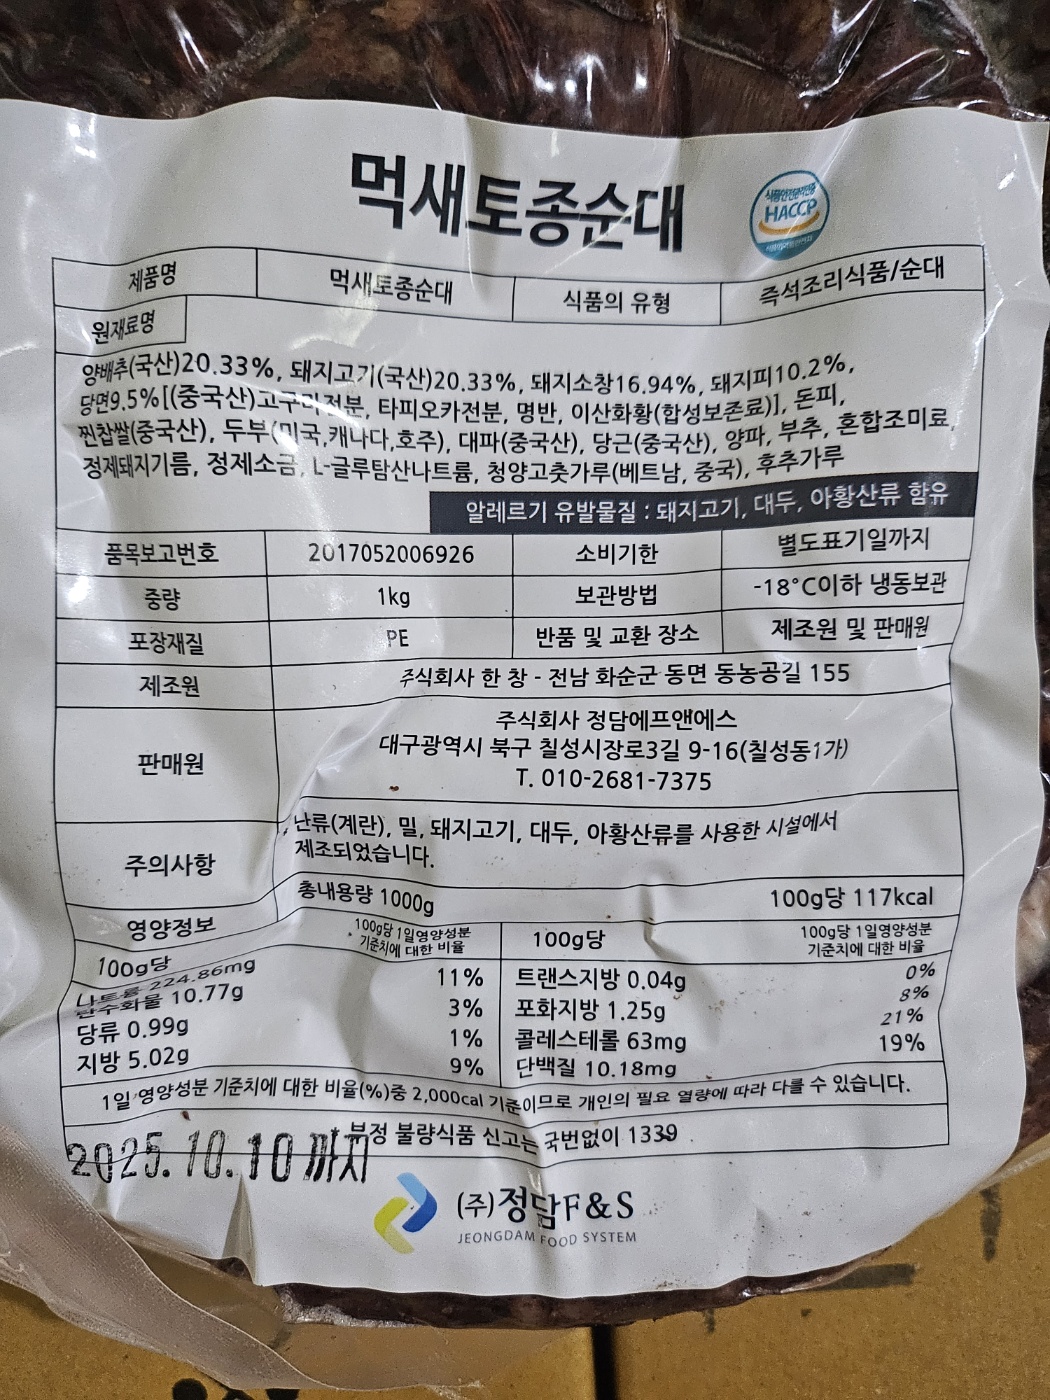 먹새토종순대
식품안전관리인증
HACCP
제품명 먹새토종순대 식품의 유형 즉석조리식품/순대
원재료명
양배추(국산)20.33%, 돼지고기(국산)20.33%, 돼지소창16.94%, 돼지피10.2%,
당면9.5%[(중국산)고구마전분, 타피오카전분, 명반, 이산화황(합성보존료)], 돈피,
찐찹쌀(중국산), 두부(미국,캐나다,호주), 대파(중국산), 당근(중국산), 양파, 부추, 혼합조미료,
정제돼지기름, 정제소금, L-글루탐산나트륨, 청양고춧가루(베트남, 중국), 후추가루
알레르기 유발물질 : 돼지고기, 대두, 아황산류 함유
품목보고번호 2017052006926 소비기한 별도표기일까지
중량 1kg 보관방법 -18°C이하 냉동보관
포장재질 PE 반품 및 교환 장소 제조원 및 판매원
제조원 주식회사 한 창 - 전남 화순군 동면 동농공길 155
판매원 주식회사 정담에프앤에스
대구광역시 북구 칠성시장로3길 9-16(칠성동1가)
T. 010-2681-7375
주의사항 난류(계란), 밀, 돼지고기, 대두, 아황산류를 사용한 시설에서
제조되었습니다.
영양정보 총내용량 1000g 100g당 117kcal
100g당 100g당 1일영양성분
기준치에 대한 비율 100g당 100g당 1일영양성분
기준치에 대한 비율
나트륨 224.86mg 11% 트랜스지방 0.04g 0%
탄수화물 10.77g 3% 포화지방 1.25g 8%
당류 0.99g 1% 콜레스테롤 63mg 21%
지방 5.02g 9% 단백질 10.18mg 19%
1일 영양성분 기준치에 대한 비율(%)중 2,000cal 기준이므로 개인의 필요 열량에 따라 다를 수 있습니다.
부정 불량식품 신고는 국번없이 1339
2025.10.10 까지
(주)정담F&S
JEONGDAM FOOD SYSTEM